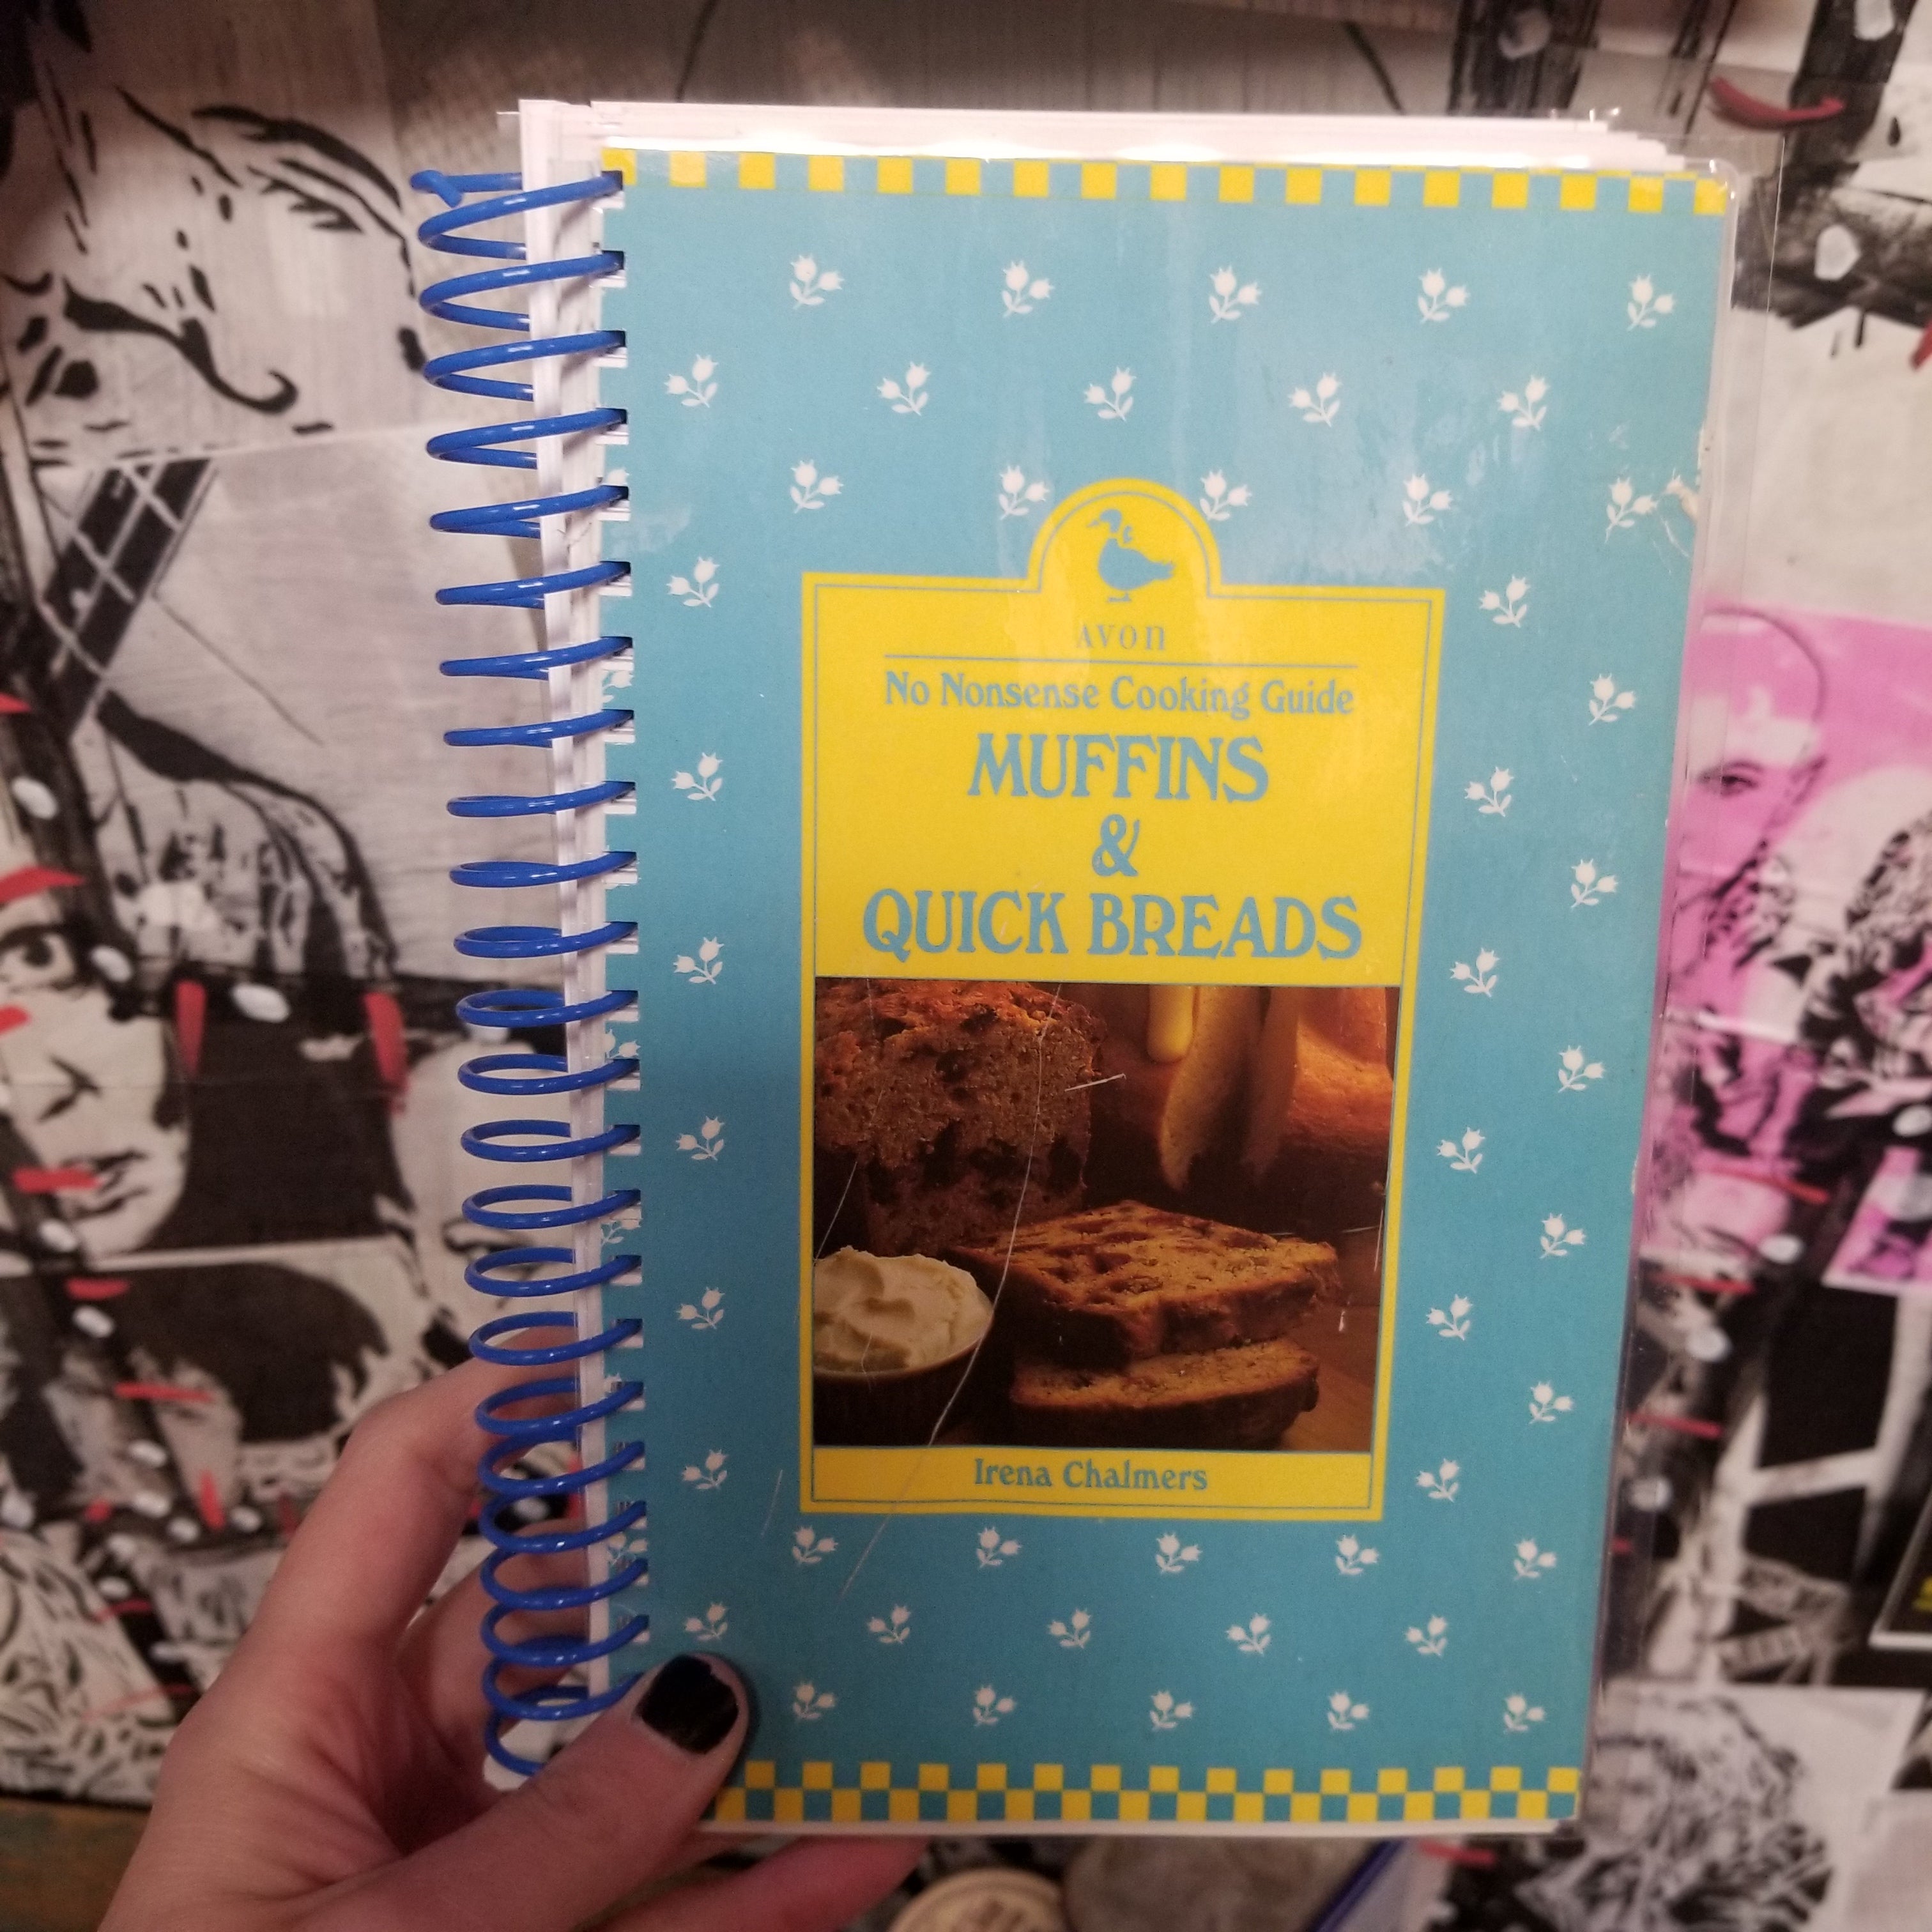 AVON
No Nonsense Cooking Guide
MUFFINS
&
QUICK BREADS
Irena Chalmers